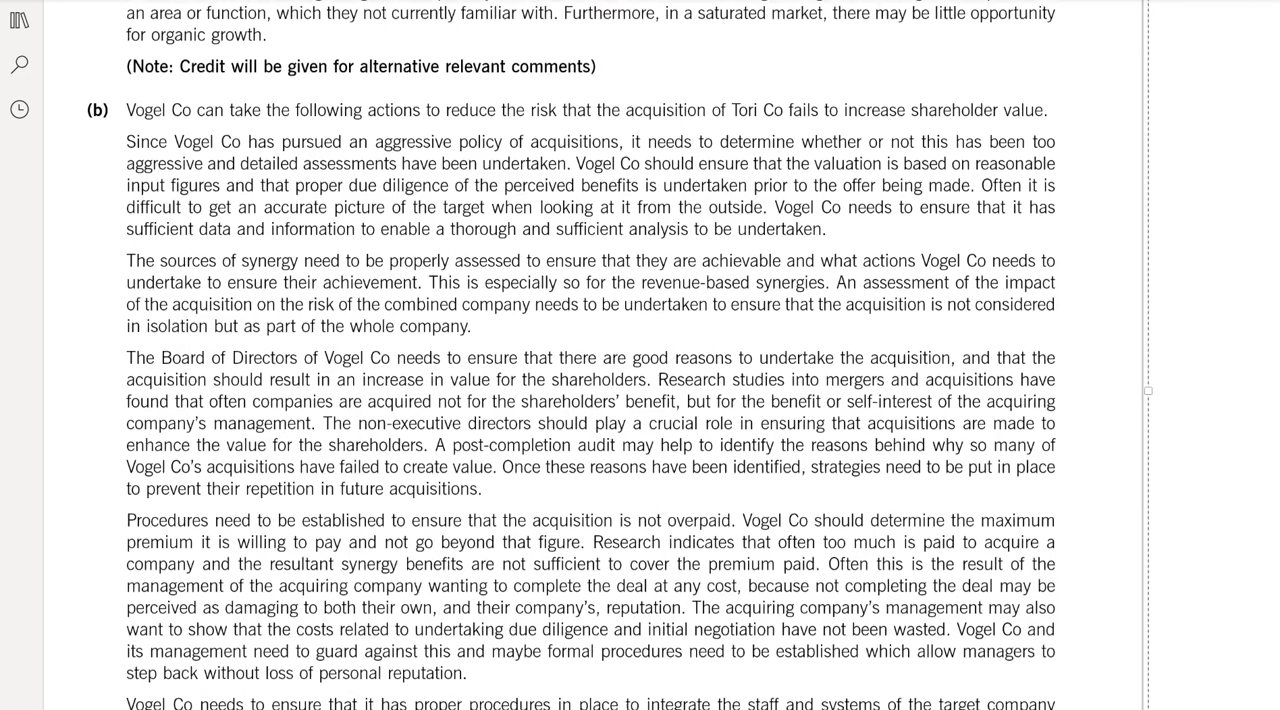 an area or function, which they not currently familiar with. Furthermore, in a saturated market, there may be little opportunity
for organic growth.
(Note: Credit will be given for alternative relevant comments)
(b) Vogel Co can take the following actions to reduce the risk that the acquisition of Tori Co fails to increase shareholder value.
Since Vogel Co has pursued an aggressive policy of acquisitions, it needs to determine whether or not this has been too
aggressive and detailed assessments have been undertaken. Vogel Co should ensure that the valuation is based on reasonable
input figures and that proper due diligence of the perceived benefits is undertaken prior to the offer being made. Often it is
difficult to get an accurate picture of the target when looking at it from the outside. Vogel Co needs to ensure that it has
sufficient data and information to enable a thorough and sufficient analysis to be undertaken.
The sources of synergy need to be properly assessed to ensure that they are achievable and what actions Vogel Co needs to
undertake to ensure their achievement. This is especially so for the revenue-based synergies. An assessment of the impact
of the acquisition on the risk of the combined company needs to be undertaken to ensure that the acquisition is not considered
in isolation but as part of the whole company.
The Board of Directors of Vogel Co needs to ensure that there are good reasons to undertake the acquisition, and that the
acquisition should result in an increase in value for the shareholders. Research studies into mergers and acquisitions have
found that often companies are acquired not for the shareholders' benefit, but for the benefit or self-interest of the acquiring
company's management. The non-executive directors should play a crucial role in ensuring that acquisitions are made to
enhance the value for the shareholders. A post-completion audit may help to identify the reasons behind why so many of
Vogel Co's acquisitions have failed to create value. Once these reasons have been identified, strategies need to be put in place
to prevent their repetition in future acquisitions.
Procedures need to be established to ensure that the acquisition is not overpaid. Vogel Co should determine the maximum
premium it is willing to pay and not go beyond that figure. Research indicates that often too much is paid to acquire a
company and the resultant synergy benefits are not sufficient to cover the premium paid. Often this is the result of the
management of the acquiring company wanting to complete the deal at any cost, because not completing the deal may be
perceived as damaging to both their own, and their company's, reputation. The acquiring company's management may also
want to show that the costs related to undertaking due diligence and initial negotiation have not been wasted. Vogel Co and
its management need to guard against this and maybe formal procedures need to be established which allow managers to
step back without loss of personal reputation.
Vogel Co needs to ensure that it has proper procedures in place to integrate the staff and systems of the target company